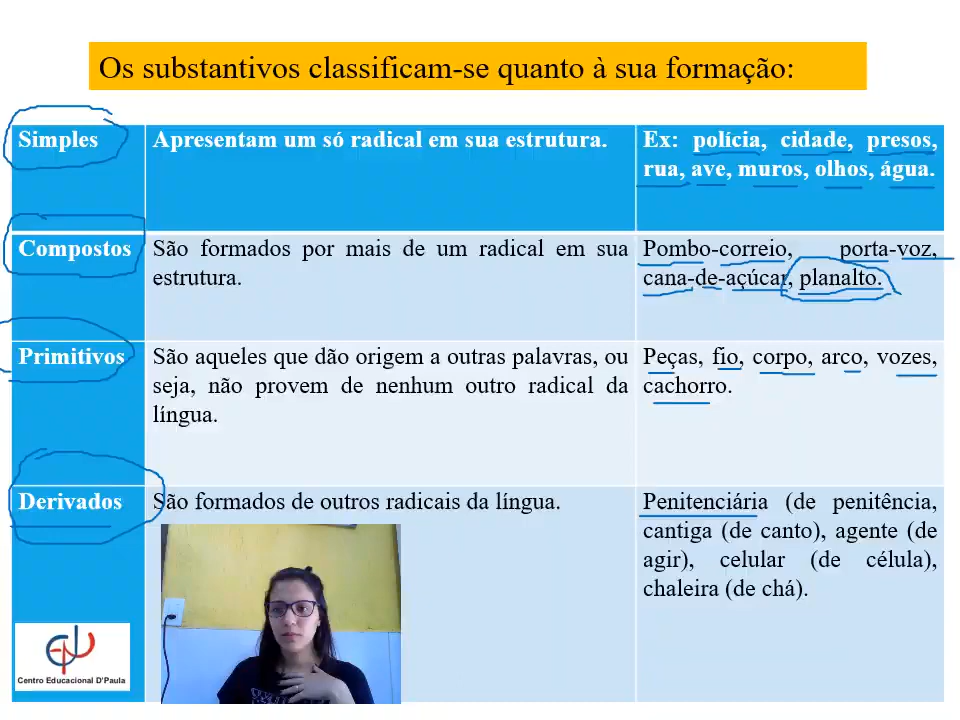 Os substantivos classificam-se quanto à sua formação:
Simples
Apresentam um só radical em sua estrutura.
Ex: polícia, cidade, presos,
rua, ave, muros, olhos, água.
Compostos
São formados por mais de um radical em sua
estrutura.
Pombo-correio, porta-voz,
cana-de-açúcar, planalto.
Primitivos
São aqueles que dão origem a outras palavras, ou
seja, não provem de nenhum outro radical da
língua.
Peças, fio, corpo, arco, vozes,
cachorro.
Derivados
São formados de outros radicais da língua.
Penitenciária (de penitência,
cantiga (de canto), agente (de
agir), celular (de célula),
chaleira (de chá).
Centro Educacional D'Paula